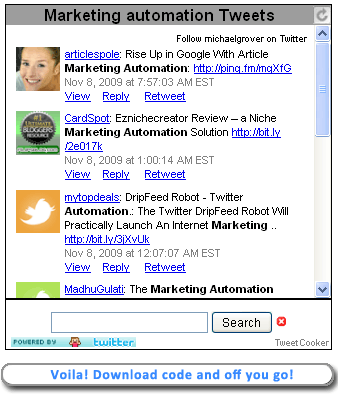 Marketing automation Tweets
Follow michaelgrover on Twitter
articlespole: Rise Up in Google With Article
Marketing Automation: http://ping.fm/mqXfG
Nov 8, 2009 at 7:57:03 AM EST
View Reply Retweet
#1 ULTIMATE
BLOGGERS
RESOURCE
CardSpot: Eznichecreator Review – a Niche
Marketing Automation Solution http://bit.ly
/2e017k
Nov 8, 2009 at 1:00:14 AM EST
View Reply Retweet
mytopdeals: DripFeed Robot - Twitter
Automation.: The Twitter DripFeed Robot Will
Practically Launch An Internet Marketing ..
http://bit.ly/3jXvUk
Nov 8, 2009 at 12:07:07 AM EST
View Reply Retweet
MadhuGulati: The Marketing Automation
Search
POWERED BY twitter
TweetCooker
Voila! Download code and off you go!